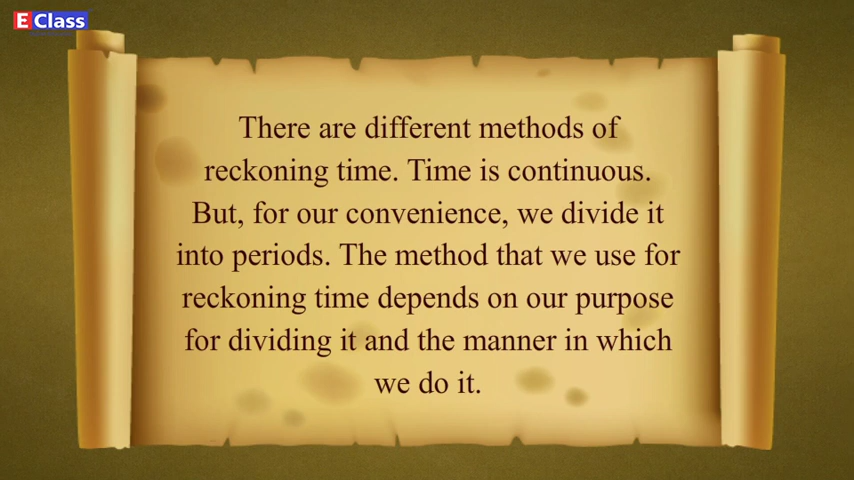 E Class
There are different methods of
reckoning time. Time is continuous.
But, for our convenience, we divide it
into periods. The method that we use for
reckoning time depends on our purpose
for dividing it and the manner in which
we do it.